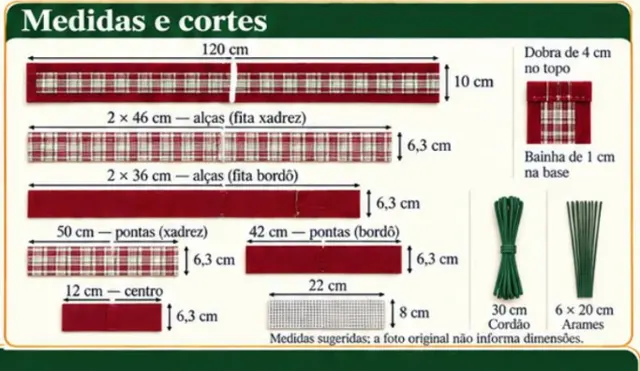 Medidas e cortes
120 cm
10 cm
Dobra de 4 cm
no topo
2 × 46 cm — alças (fita xadrez)
6,3 cm
Bainha de 1 cm
na base
2 × 36 cm — alças (fita bordô)
6,3 cm
50 cm — pontas (xadrez)
6,3 cm
42 cm — pontas (bordô)
6,3 cm
12 cm — centro
6,3 cm
22 cm
8 cm
30 cm
Cordão
6 × 20 cm
Arames
Medidas sugeridas; a foto original não informa dimensões.